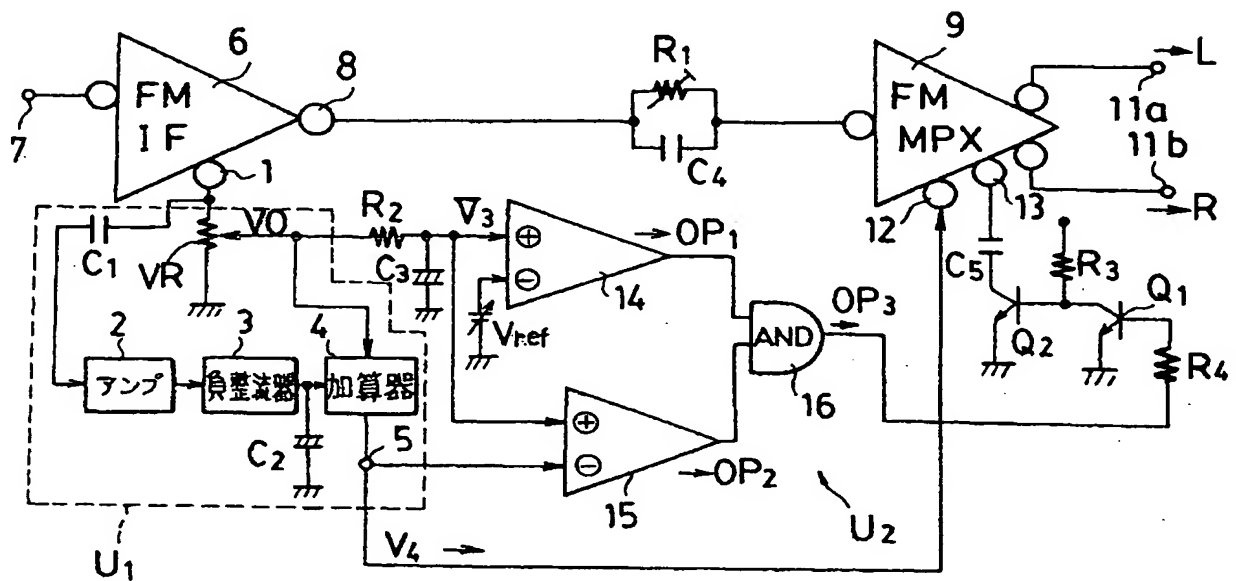 6
FM
IF
7
8
1
R1
C4
9
FM
MPX
L
11a
11b
R
12
13
V0
VR
C1
R2
V3
C3
Vref
⊕
⊖
14
OP1
2
アンプ
3
負整流器
4
加算器
C2
5
⊕
⊖
15
OP2
AND
16
OP3
C5
R3
Q1
Q2
R4
U2
V4
U1